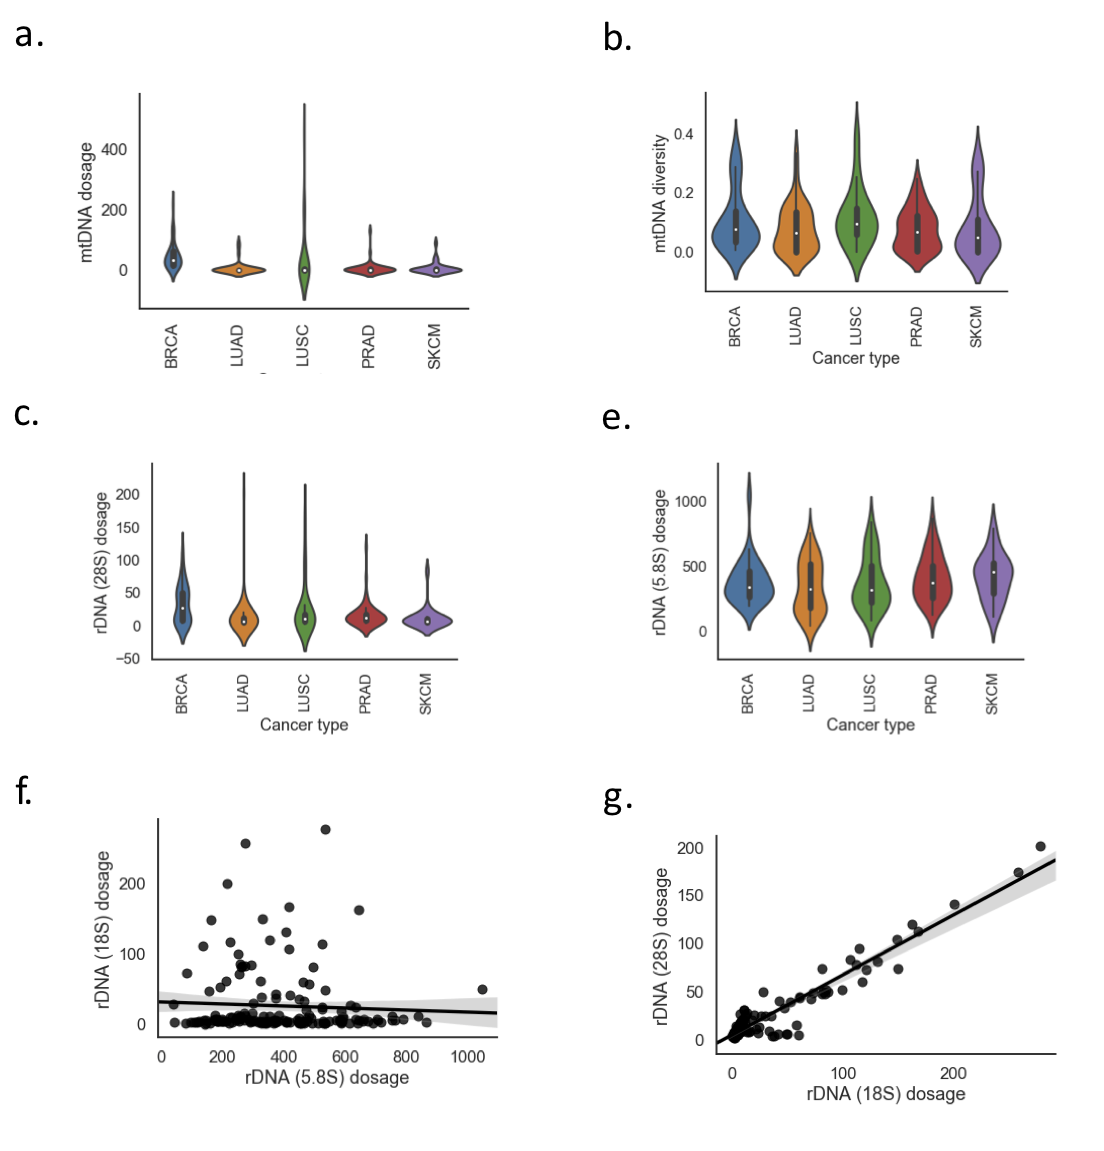 a.
mtDNA dosage
400
200
0
BRCA
LUAD
LUSC
PRAD
SKCM
b.
mtDNA diversity
0.4
0.2
0.0
BRCA
LUAD
LUSC
PRAD
SKCM
Cancer type
c.
rDNA (28S) dosage
200
150
100
50
0
−50
BRCA
LUAD
LUSC
PRAD
SKCM
Cancer type
e.
rDNA (5.8S) dosage
1000
500
0
BRCA
LUAD
LUSC
PRAD
SKCM
Cancer type
f.
rDNA (18S) dosage
200
100
0
0 200 400 600 800 1000
rDNA (5.8S) dosage
g.
rDNA (28S) dosage
200
150
100
50
0
0 100 200
rDNA (18S) dosage